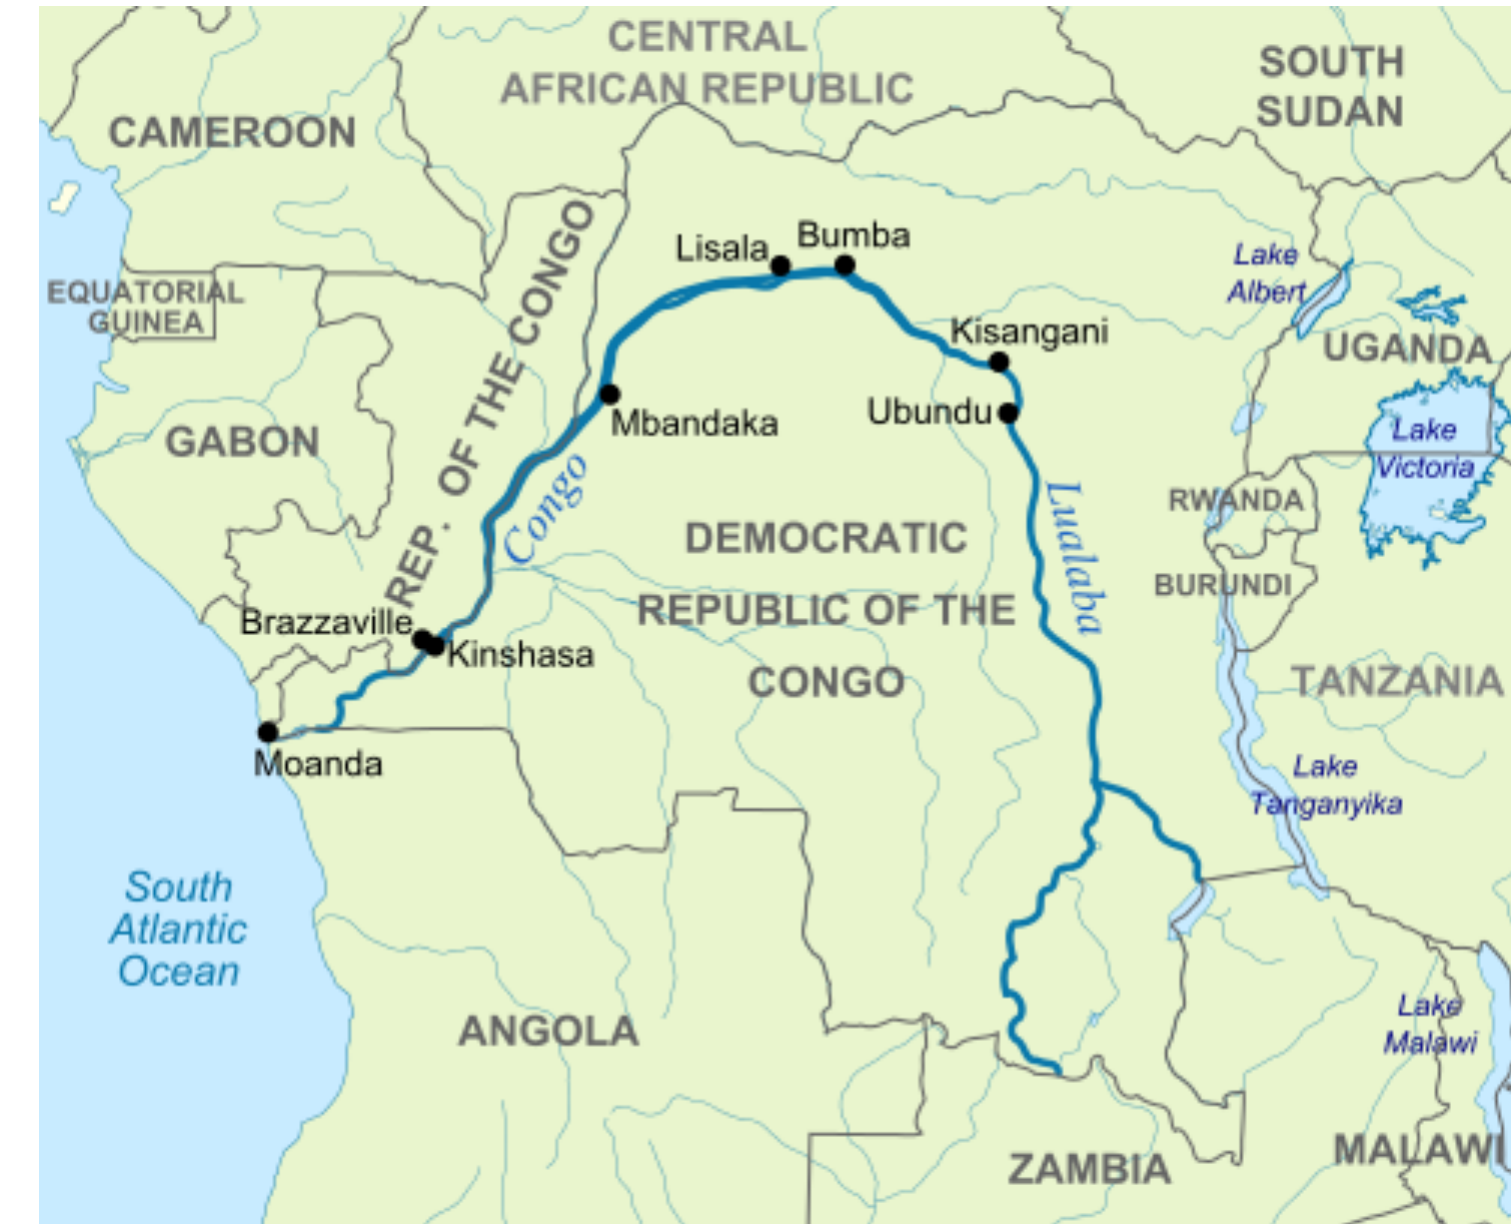 CENTRAL
AFRICAN REPUBLIC
SOUTH
SUDAN
CAMEROON
REP. OF THE CONGO
Lisala
Bumba
Lake
Albert
EQUATORIAL
GUINEA
Kisangani
UGANDA
Mbandaka
Ubundu
GABON
Lake
Victoria
Congo
Lualaba
RWANDA
DEMOCRATIC
REPUBLIC OF THE
CONGO
BURUNDI
Brazzaville
Kinshasa
TANZANIA
Moanda
Lake
Tanganyika
South
Atlantic
Ocean
ANGOLA
Lake
Malawi
ZAMBIA
MALAWI